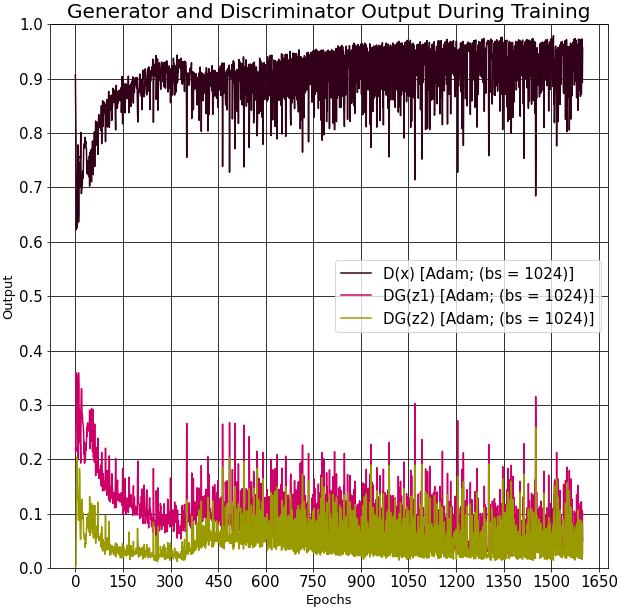 Generator and Discriminator Output During Training
1.0
0.9
0.8
0.7
0.6
0.5
0.4
0.3
0.2
0.1
0.0
Output
D(x) [Adam; (bs = 1024)]
DG(z1) [Adam; (bs = 1024)]
DG(z2) [Adam; (bs = 1024)]
0 150 300 450 600 750 900 1050 1200 1350 1500 1650
Epochs